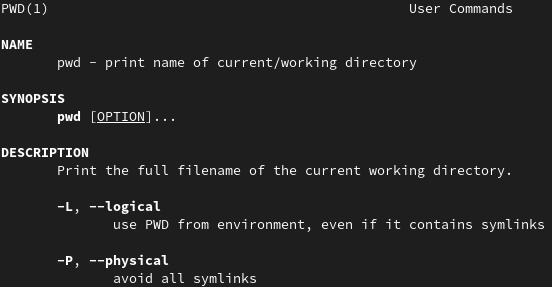 PWD(1) User Commands
NAME
pwd - print name of current/working directory
SYNOPSIS
pwd [OPTION]...
DESCRIPTION
Print the full filename of the current working directory.
-L, --logical
use PWD from environment, even if it contains symlinks
-P, --physical
avoid all symlinks